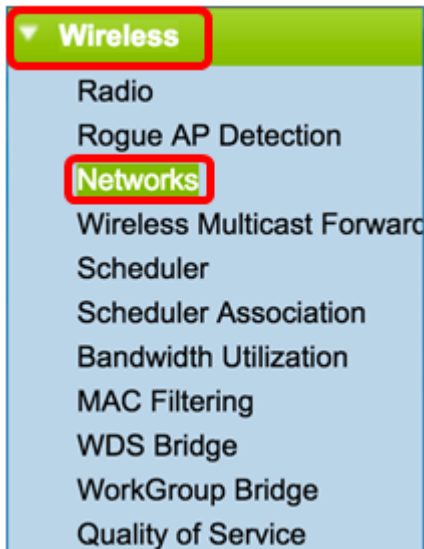 Wireless
Radio
Rogue AP Detection
Networks
Wireless Multicast Forward
Scheduler
Scheduler Association
Bandwidth Utilization
MAC Filtering
WDS Bridge
WorkGroup Bridge
Quality of Service